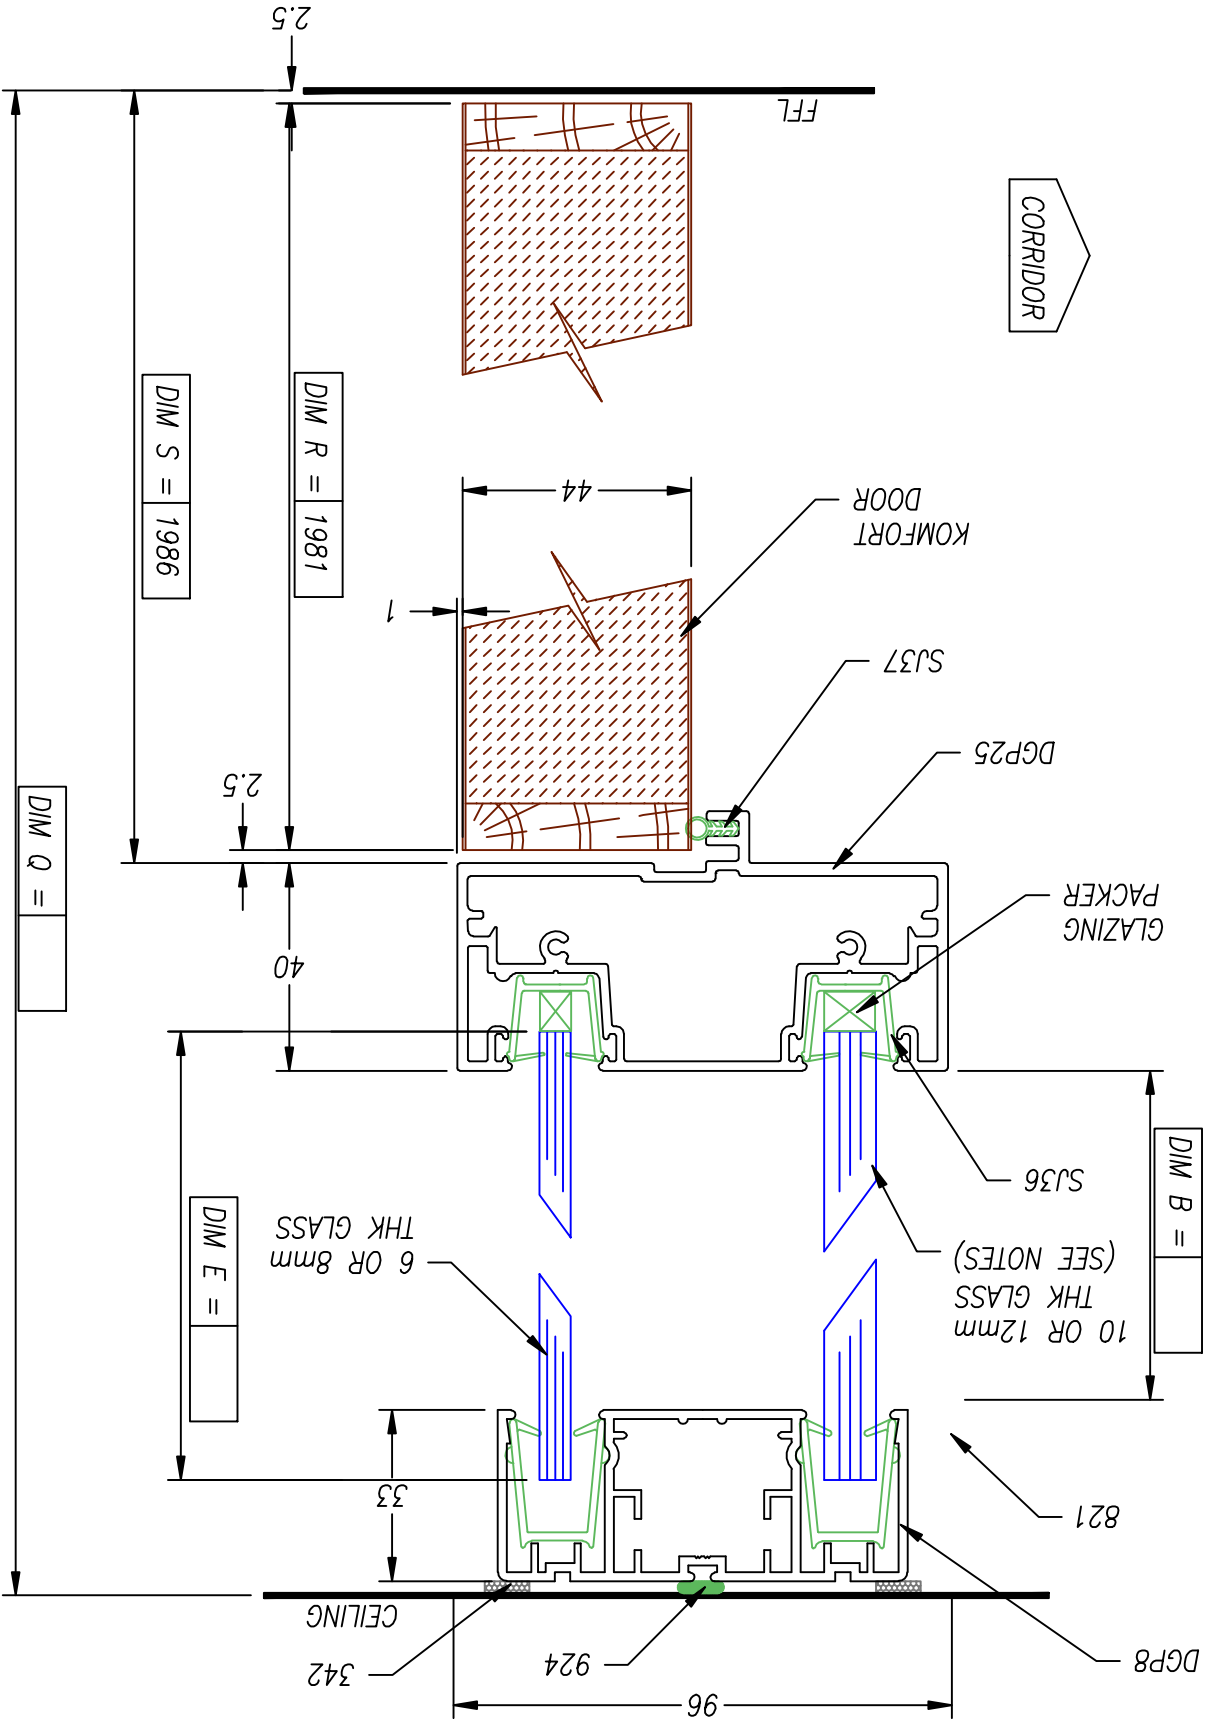 96
DGP8
924
342
CEILING
821
33
10 OR 12mm
THK GLASS
(SEE NOTES)
6 OR 8mm
THK GLASS
DIM E =
DIM B =
SJ36
GLAZING
PACKER
40
DIM Q =
2.5
DGP25
SJ37
1
KOMFORT
DOOR
44
DIM R = 1981
DIM S = 1986
CORRIDOR
FFL
2.5